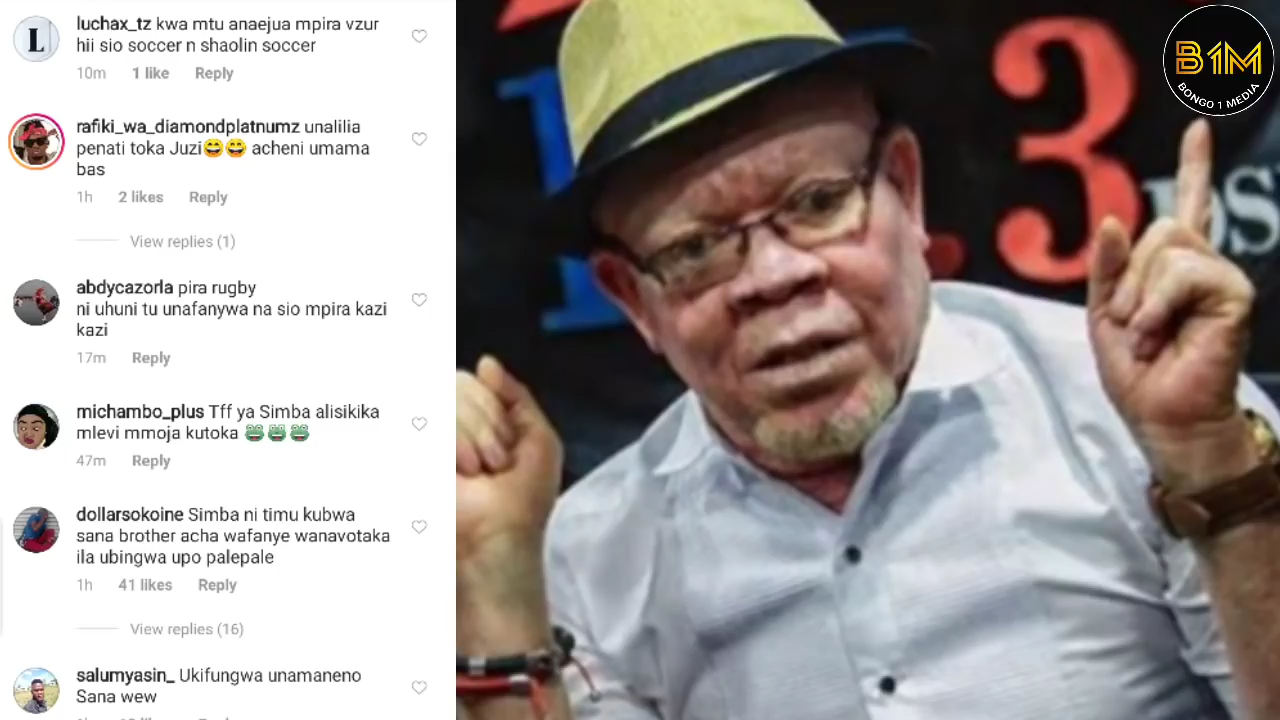 luchax_tz kwa mtu anaejua mpira vzur
hii sio soccer n shaolin soccer
10m 1 like Reply
rafiki_wa_diamondplatnumz unalilia
penati toka Juzi😄😄 acheni umama
bas
1h 2 likes Reply
View replies (1)
abdycazorla pira rugby
ni uhuni tu unafanywa na sio mpira kazi
kazi
17m Reply
michambo_plus Tff ya Simba alisikika
mlevi mmoja kutoka 🐸🐸🐸
47m Reply
dollarsokoine Simba ni timu kubwa
sana brother acha wafanye wanavotaka
ila ubingwa upo palepale
1h 41 likes Reply
View replies (16)
salumyasin_ Ukifungwa unamaneno
Sana wew
L
B1M
BONGO 1 MEDIA
3